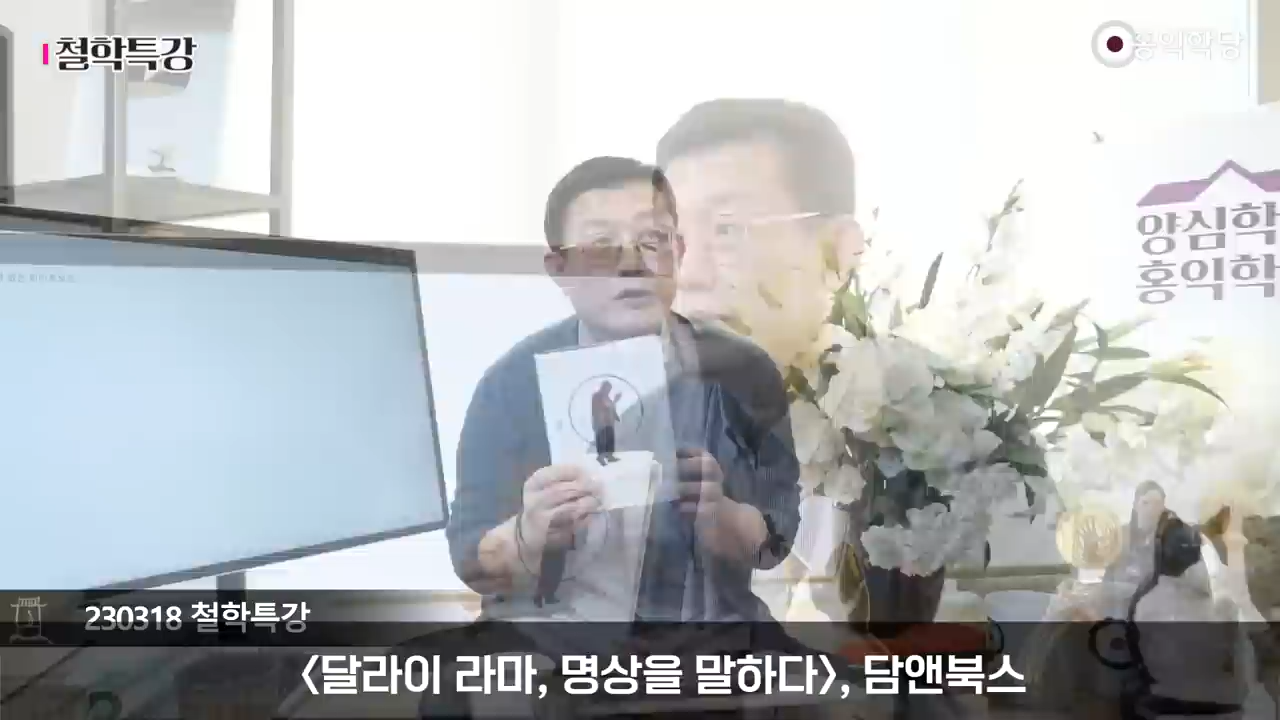 철학특강
홍익학당
양심학
홍익학
230318 철학특강
<달라이 라마, 명상을 말하다>, 담앤북스